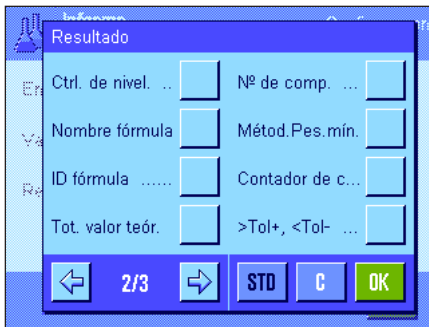 Informe
Resultado
Ctrl. de nivel. ..
Nº de comp. ...
Nombre fórmula
Métod.Pes.mín.
ID fórmula ......
Contador de c...
Tot. valor teór.
>Tol+, <Tol- ...
2/3
STD
C
OK